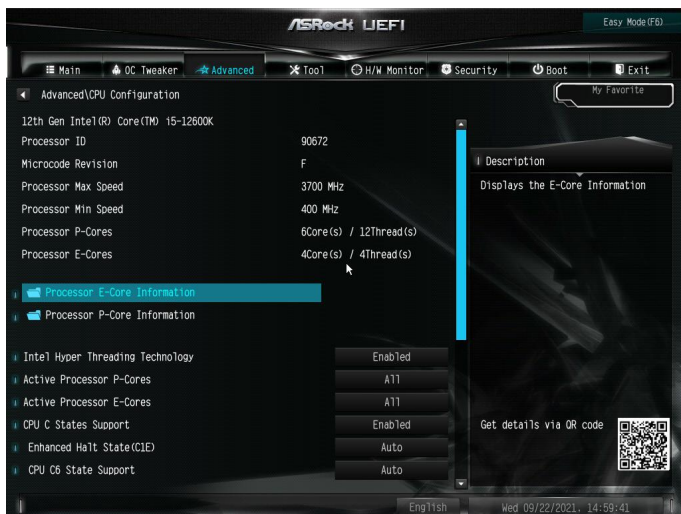 ASRock UEFI
Easy Mode(F6)
Main
OC Tweaker
Advanced
Tool
H/W Monitor
Security
Boot
Exit
Advanced\CPU Configuration
My Favorite
12th Gen Intel(R) Core(TM) i5-12600K
Processor ID 90672
Microcode Revision F
Processor Max Speed 3700 MHz
Processor Min Speed 400 MHz
Processor P-Cores 6Core(s) / 12Thread(s)
Processor E-Cores 4Core(s) / 4Thread(s)
Processor E-Core Information
Processor P-Core Information
Intel Hyper Threading Technology Enabled
Active Processor P-Cores All
Active Processor E-Cores All
CPU C States Support Enabled
Enhanced Halt State(C1E) Auto
CPU C6 State Support Auto
Description
Displays the E-Core Information
Get details via QR code
English
Wed 09/22/2021. 14:59:41